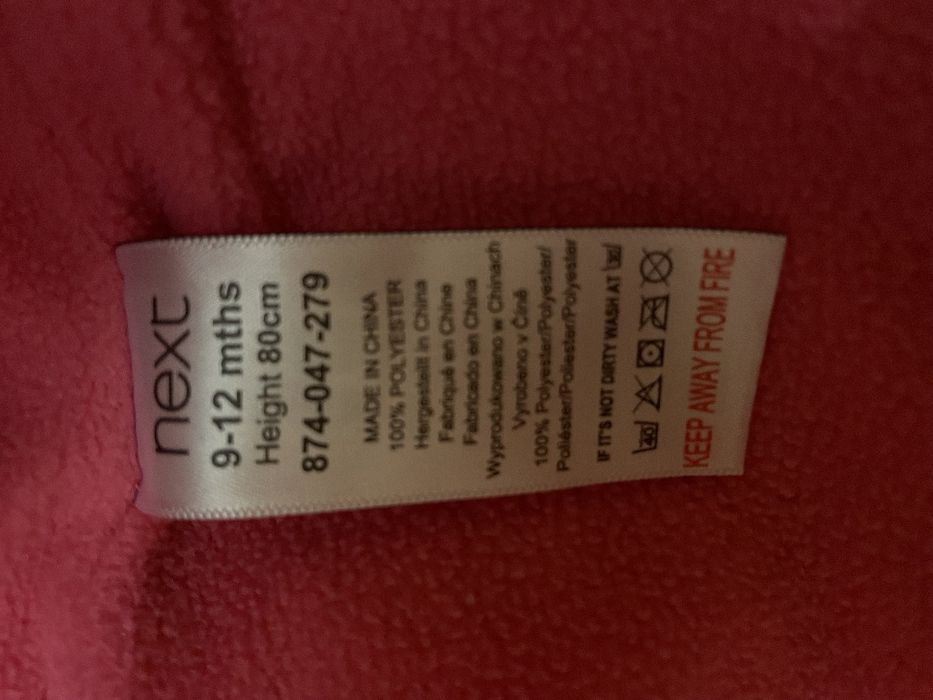 next
9-12 mths
Height 80cm
874-047-279
MADE IN CHINA
100% POLYESTER
Hergestellt in China
Fabriqué en Chine
Fabricado en China
Wyprodukowano w Chinach
Vyrobeno v Číně
100% Polyester/Polyester/
Poliéster/Poliester/Polyester
IF IT'S NOT DIRTY WASH AT 30
40
KEEP AWAY FROM FIRE